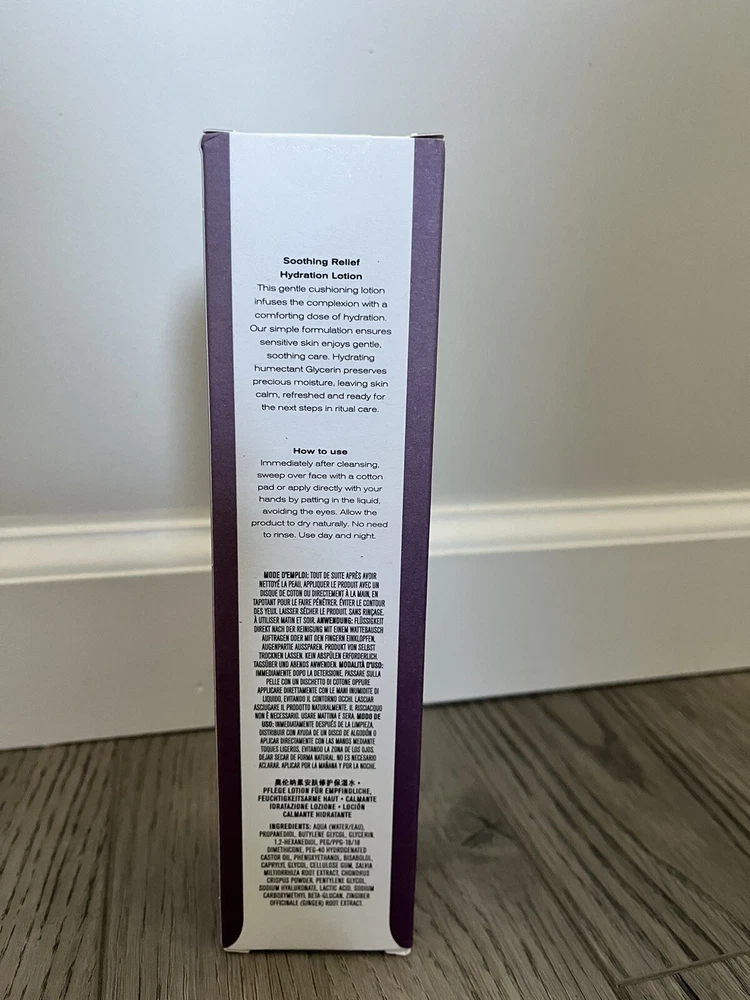 Soothing Relief
Hydration Lotion
This gentle cushioning lotion
infuses the complexion with a
comforting dose of hydration.
Our simple formulation ensures
sensitive skin enjoys gentle,
soothing care. Hydrating
humectant Glycerin preserves
precious moisture, leaving skin
calm, refreshed and ready for
the next steps in ritual care.
How to use
Immediately after cleansing,
sweep over face with a cotton
pad or apply directly with your
hands by patting in the liquid,
avoiding the eyes. Allow the
product to dry naturally. No need
to rinse. Use day and night.
MODE D'EMPLOI: TOUT DE SUITE APRÈS AVOIR
NETTOYÉ LA PEAU, APPLIQUER LE PRODUIT AVEC UN
DISQUE DE COTON OU DIRECTEMENT À LA MAIN, EN
TAPOTANT POUR LE FAIRE PÉNÉTRER. ÉVITER LE CONTOUR
DES YEUX. LAISSER SÉCHER LE PRODUIT. SANS RINÇAGE.
À UTILISER MATIN ET SOIR. ANWENDUNG: FLÜSSIGKEIT
DIREKT NACH DER REINIGUNG MIT EINEM WATTEBAUSCH
AUFTRAGEN ODER MIT DEN FINGERN EINKLOPFEN,
AUGENPARTIE AUSSPAREN. PRODUKT VON SELBST
TROCKNEN LASSEN. KEIN ABSPÜLEN ERFORDERLICH.
TAGSÜBER UND ABENDS ANWENDEN. MODALITÀ D'USO:
IMMEDIATAMENTE DOPO LA DETERSIONE, PASSARE SULLA
PELLE CON UN DISCHETTO DI COTONE OPPURE
APPLICARE DIRETTAMENTE CON LE MANI INUMIDITE DI
LIQUIDO, EVITANDO IL CONTORNO OCCHI. LASCIAR
ASCIUGARE IL PRODOTTO NATURALMENTE. IL RISCIACQUO
NON È NECESSARIO. USARE MATTINA E SERA. MODO DE
USO: INMEDIATAMENTE DESPUÉS DE LA LIMPIEZA,
DISTRIBUIR CON AYUDA DE UN DISCO DE ALGODÓN O
APLICAR DIRECTAMENTE CON LAS MANOS MEDIANTE
TOQUES LIGEROS, EVITANDO LA ZONA DE LOS OJOS.
DEJAR SECAR DE FORMA NATURAL. NO ES NECESARIO
ACLARAR. APLICAR POR LA MAÑANA Y POR LA NOCHE.
奥伦纳素安肤修护保湿水 •
PFLEGE LOTION FÜR EMPFINDLICHE,
FEUCHTIGKEITSARME HAUT • CALMANTE
IDRATAZIONE LOZIONE • LOCIÓN
CALMANTE HIDRATANTE
INGREDIENTS: AQUA (WATER/EAU),
PROPANEDIOL, BUTYLENE GLYCOL, GLYCERIN,
1,2-HEXANEDIOL, PEG/PPG-18/18
DIMETHICONE, PEG-40 HYDROGENATED
CASTOR OIL, PHENOXYETHANOL, BISABOLOL,
CAPRYLYL GLYCOL, CELLULOSE GUM, SALVIA
MILTIORRHIZA ROOT EXTRACT, CHONDRUS
CRISPUS POWDER, PENTYLENE GLYCOL,
SODIUM HYALURONATE, LACTIC ACID, SODIUM
CARBOXYMETHYL BETA-GLUCAN, ZINGIBER
OFFICINALE (GINGER) ROOT EXTRACT.